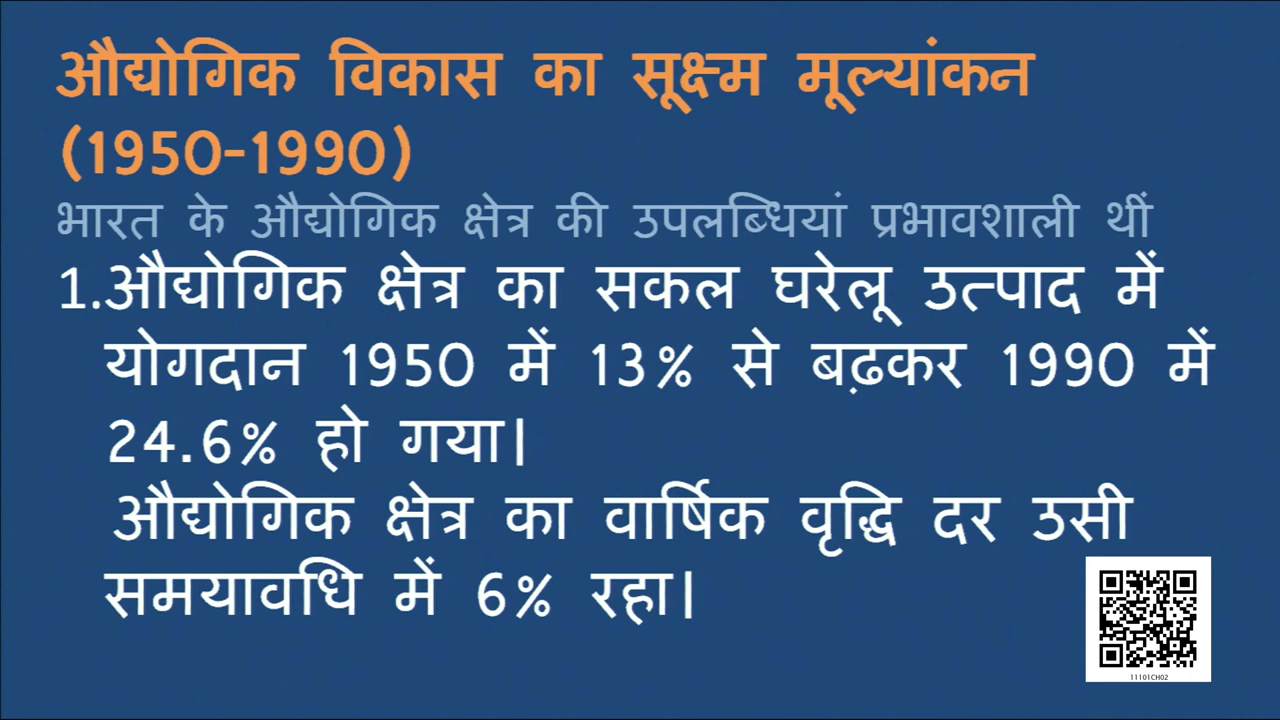 औद्योगिक विकास का सूक्ष्म मूल्यांकन
(1950-1990)
भारत के औद्योगिक क्षेत्र की उपलब्धियां प्रभावशाली थीं
1.औद्योगिक क्षेत्र का सकल घरेलू उत्पाद में
योगदान 1950 में 13% से बढ़कर 1990 में
24.6% हो गया|
औद्योगिक क्षेत्र का वार्षिक वृद्धि दर उसी
समयावधि में 6% रहा|
11101CH02